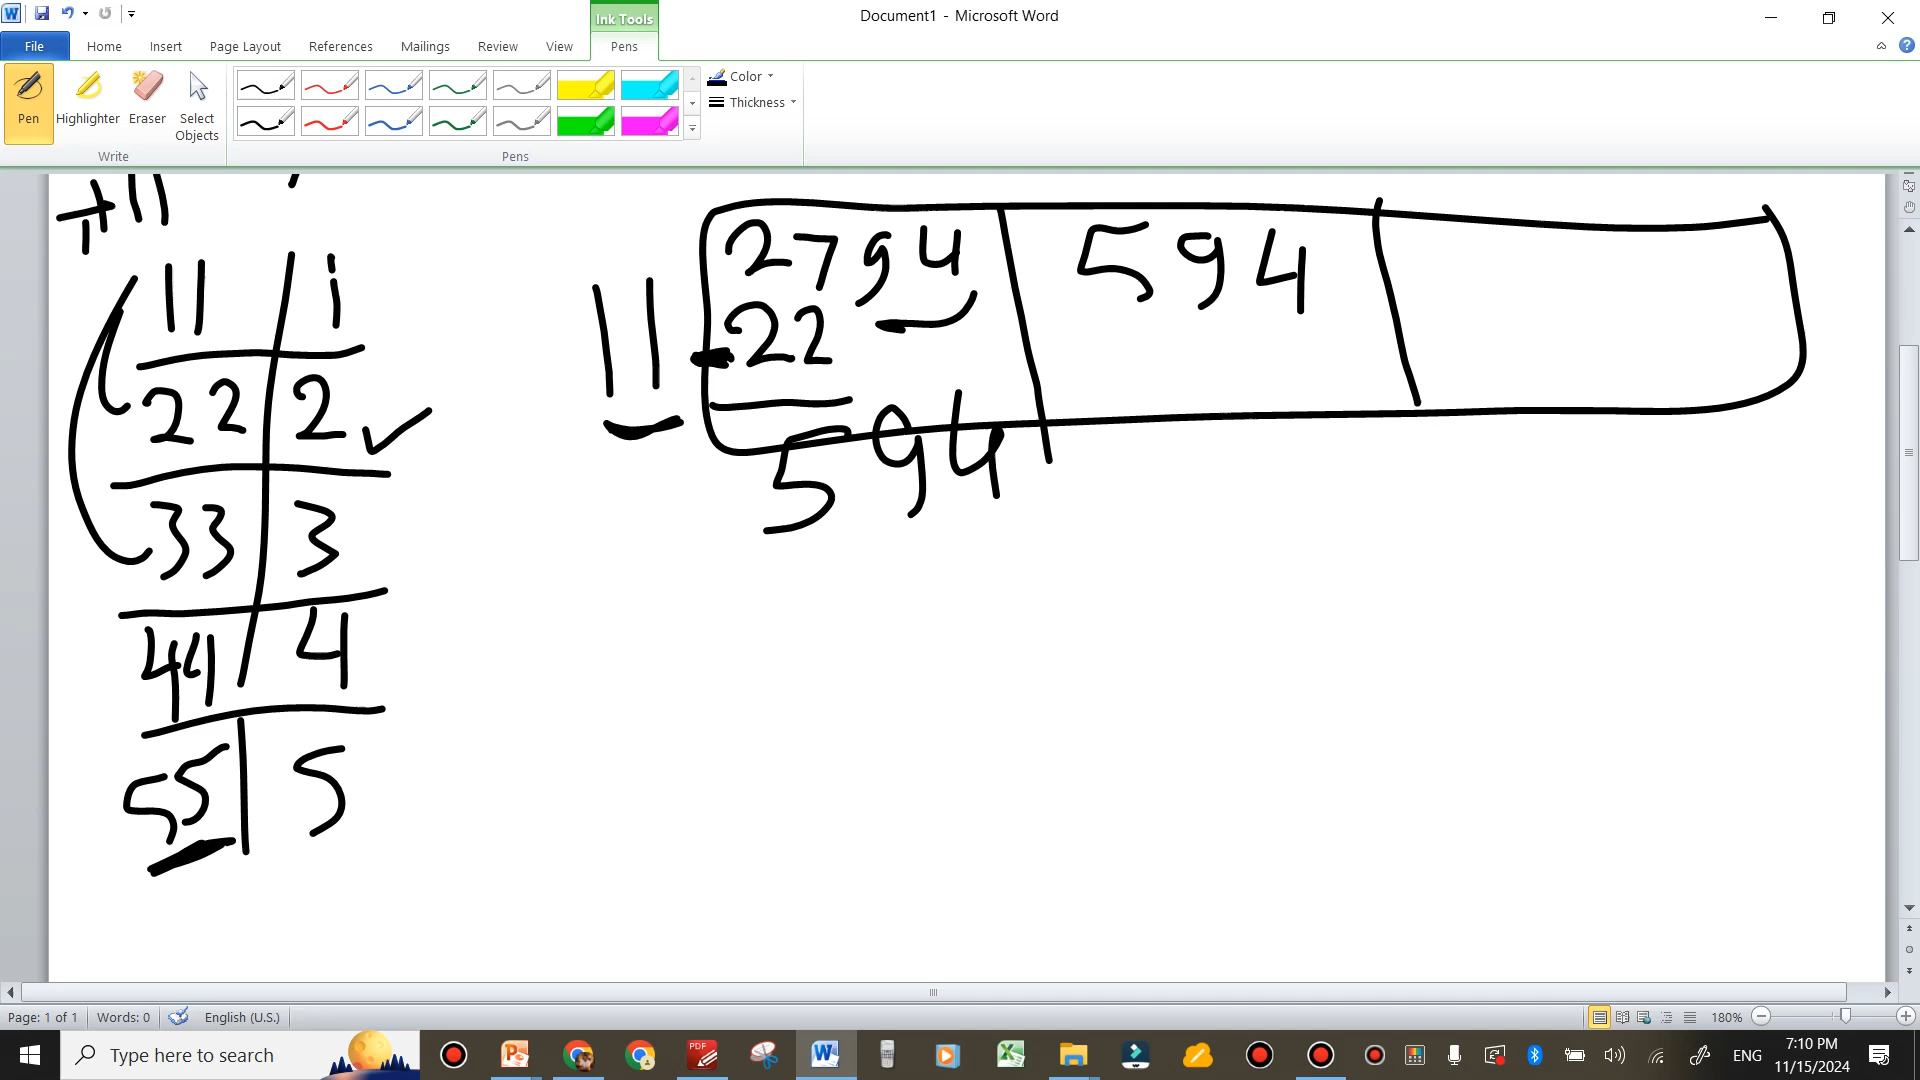 Document1 - Microsoft Word
Ink Tools
File Home Insert Page Layout References Mailings Review View Pens
Pen Highlighter Eraser Select Objects
Color
Thickness
Write Pens
+11
11 1
22 2
33 3
44 4
55 5
11 2794 594
-22
594
Page: 1 of 1 Words: 0 English (U.S.) 180%
Type here to search
ENG 7:10 PM
11/15/2024